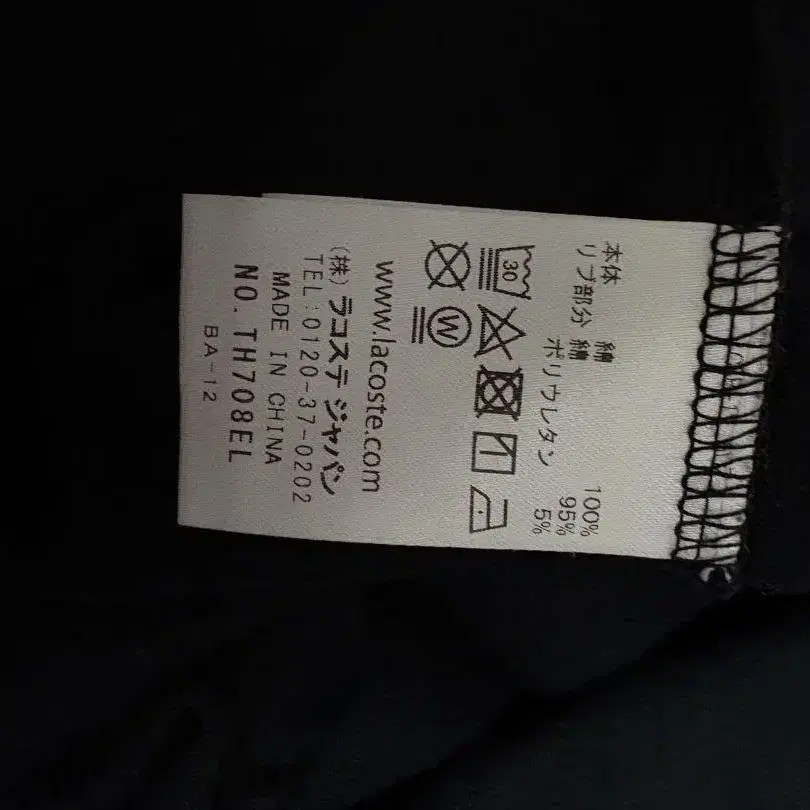 本体 綿 100%
リブ部分 綿 95%
ポリウレタン 5%
30
W
www.lacoste.com
(株)ラコステ ジャパン
TEL:0120-37-0202
MADE IN CHINA
NO. TH708EL
BA-12